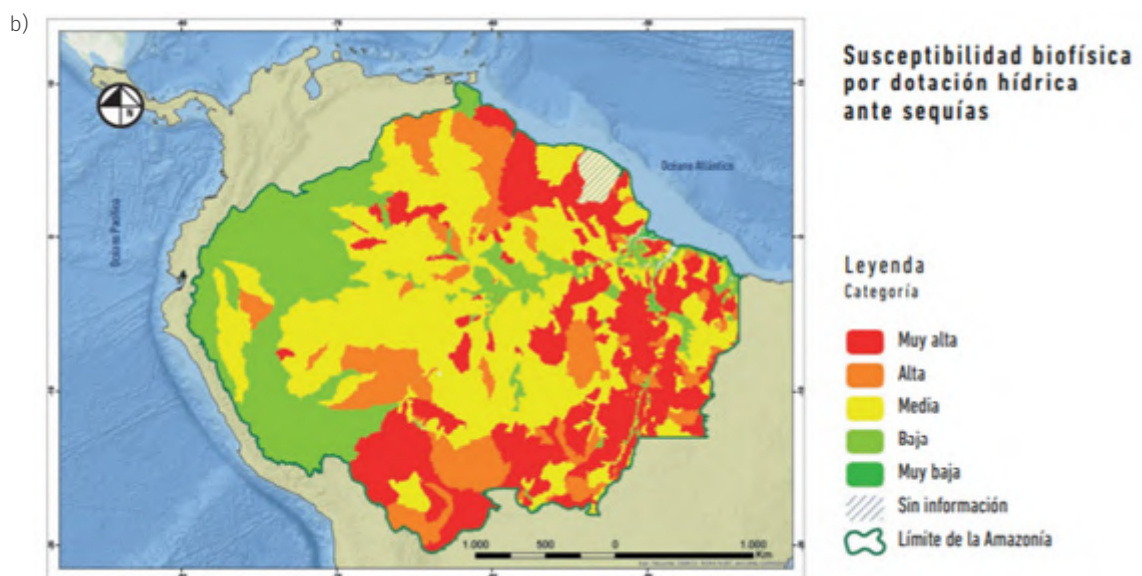 b)
Susceptibilidad biofísica
por dotación hídrica
ante sequías
Océano Atlántico
Océano Pacífico
Leyenda
Categoría
Muy alta
Alta
Media
Baja
Muy baja
Sin información
Límite de la Amazonía
1.000 500 0 1.000
Km